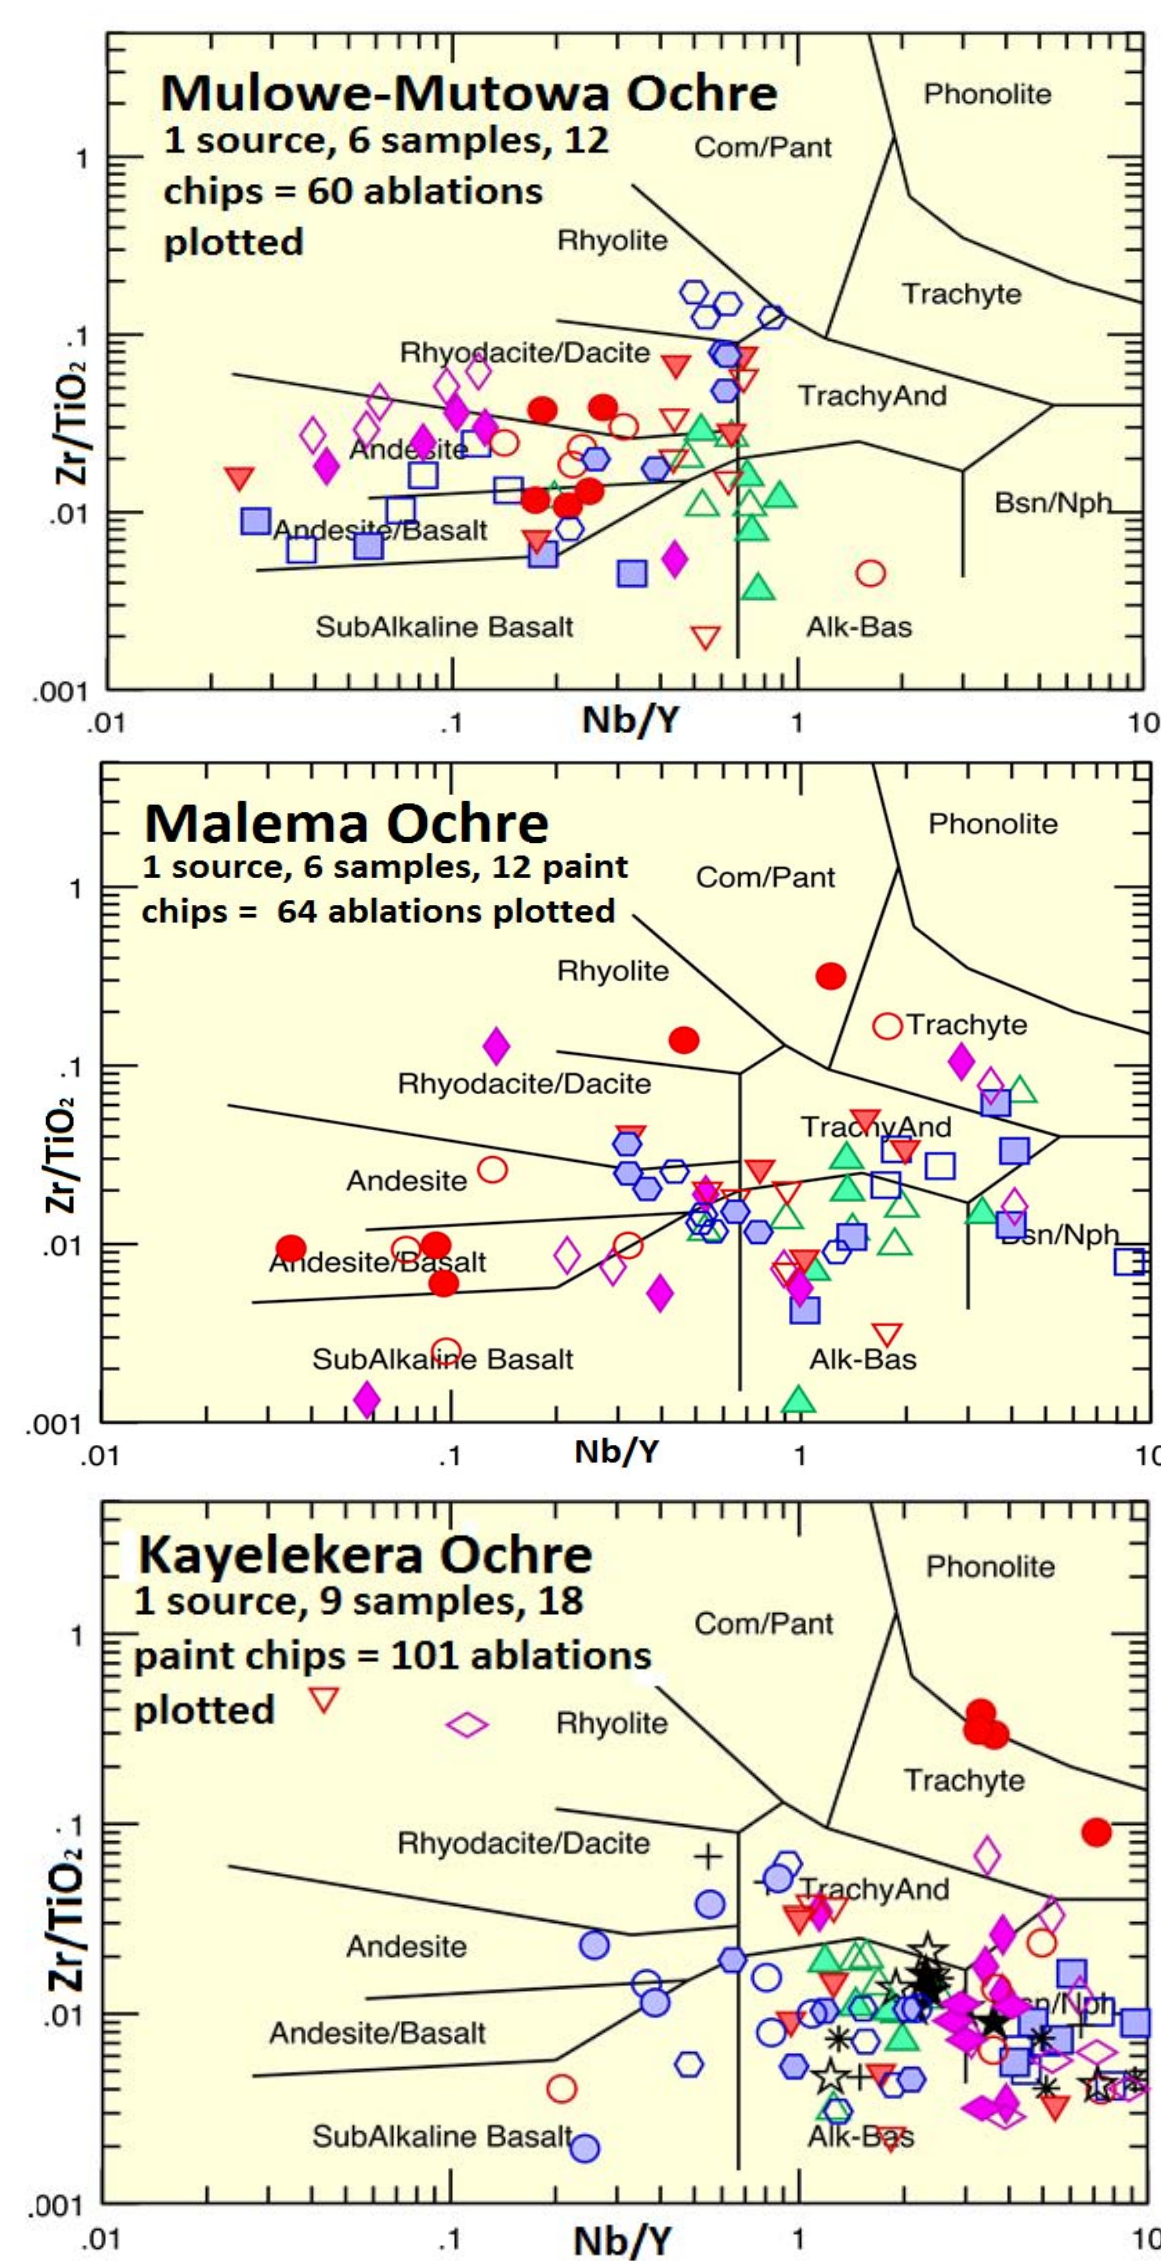 Mulowe-Mutowa Ochre
1 source, 6 samples, 12
chips = 60 ablations
plotted
Phonolite
Com/Pant
Rhyolite
Trachyte
Rhyodacite/Dacite
TrachyAnd
Andesite
Bsn/Nph
Andesite/Basalt
SubAlkaline Basalt
Alk-Bas
Zr/TiO₂
1
.1
.01
.001
.01
.1
Nb/Y
1
10
Malema Ochre
1 source, 6 samples, 12 paint
chips = 64 ablations plotted
Phonolite
Com/Pant
Rhyolite
Trachyte
Rhyodacite/Dacite
TrachyAnd
Andesite
Bsn/Nph
Andesite/Basalt
SubAlkaline Basalt
Alk-Bas
Zr/TiO₂
1
.1
.01
.001
.01
.1
Nb/Y
1
10
Kayelekera Ochre
1 source, 9 samples, 18
paint chips = 101 ablations
plotted
Phonolite
Com/Pant
Rhyolite
Trachyte
Rhyodacite/Dacite
TrachyAnd
Andesite
Bsn/Nph
Andesite/Basalt
SubAlkaline Basalt
Alk-Bas
Zr/TiO₂
1
.1
.01
.001
.01
.1
Nb/Y
1
10